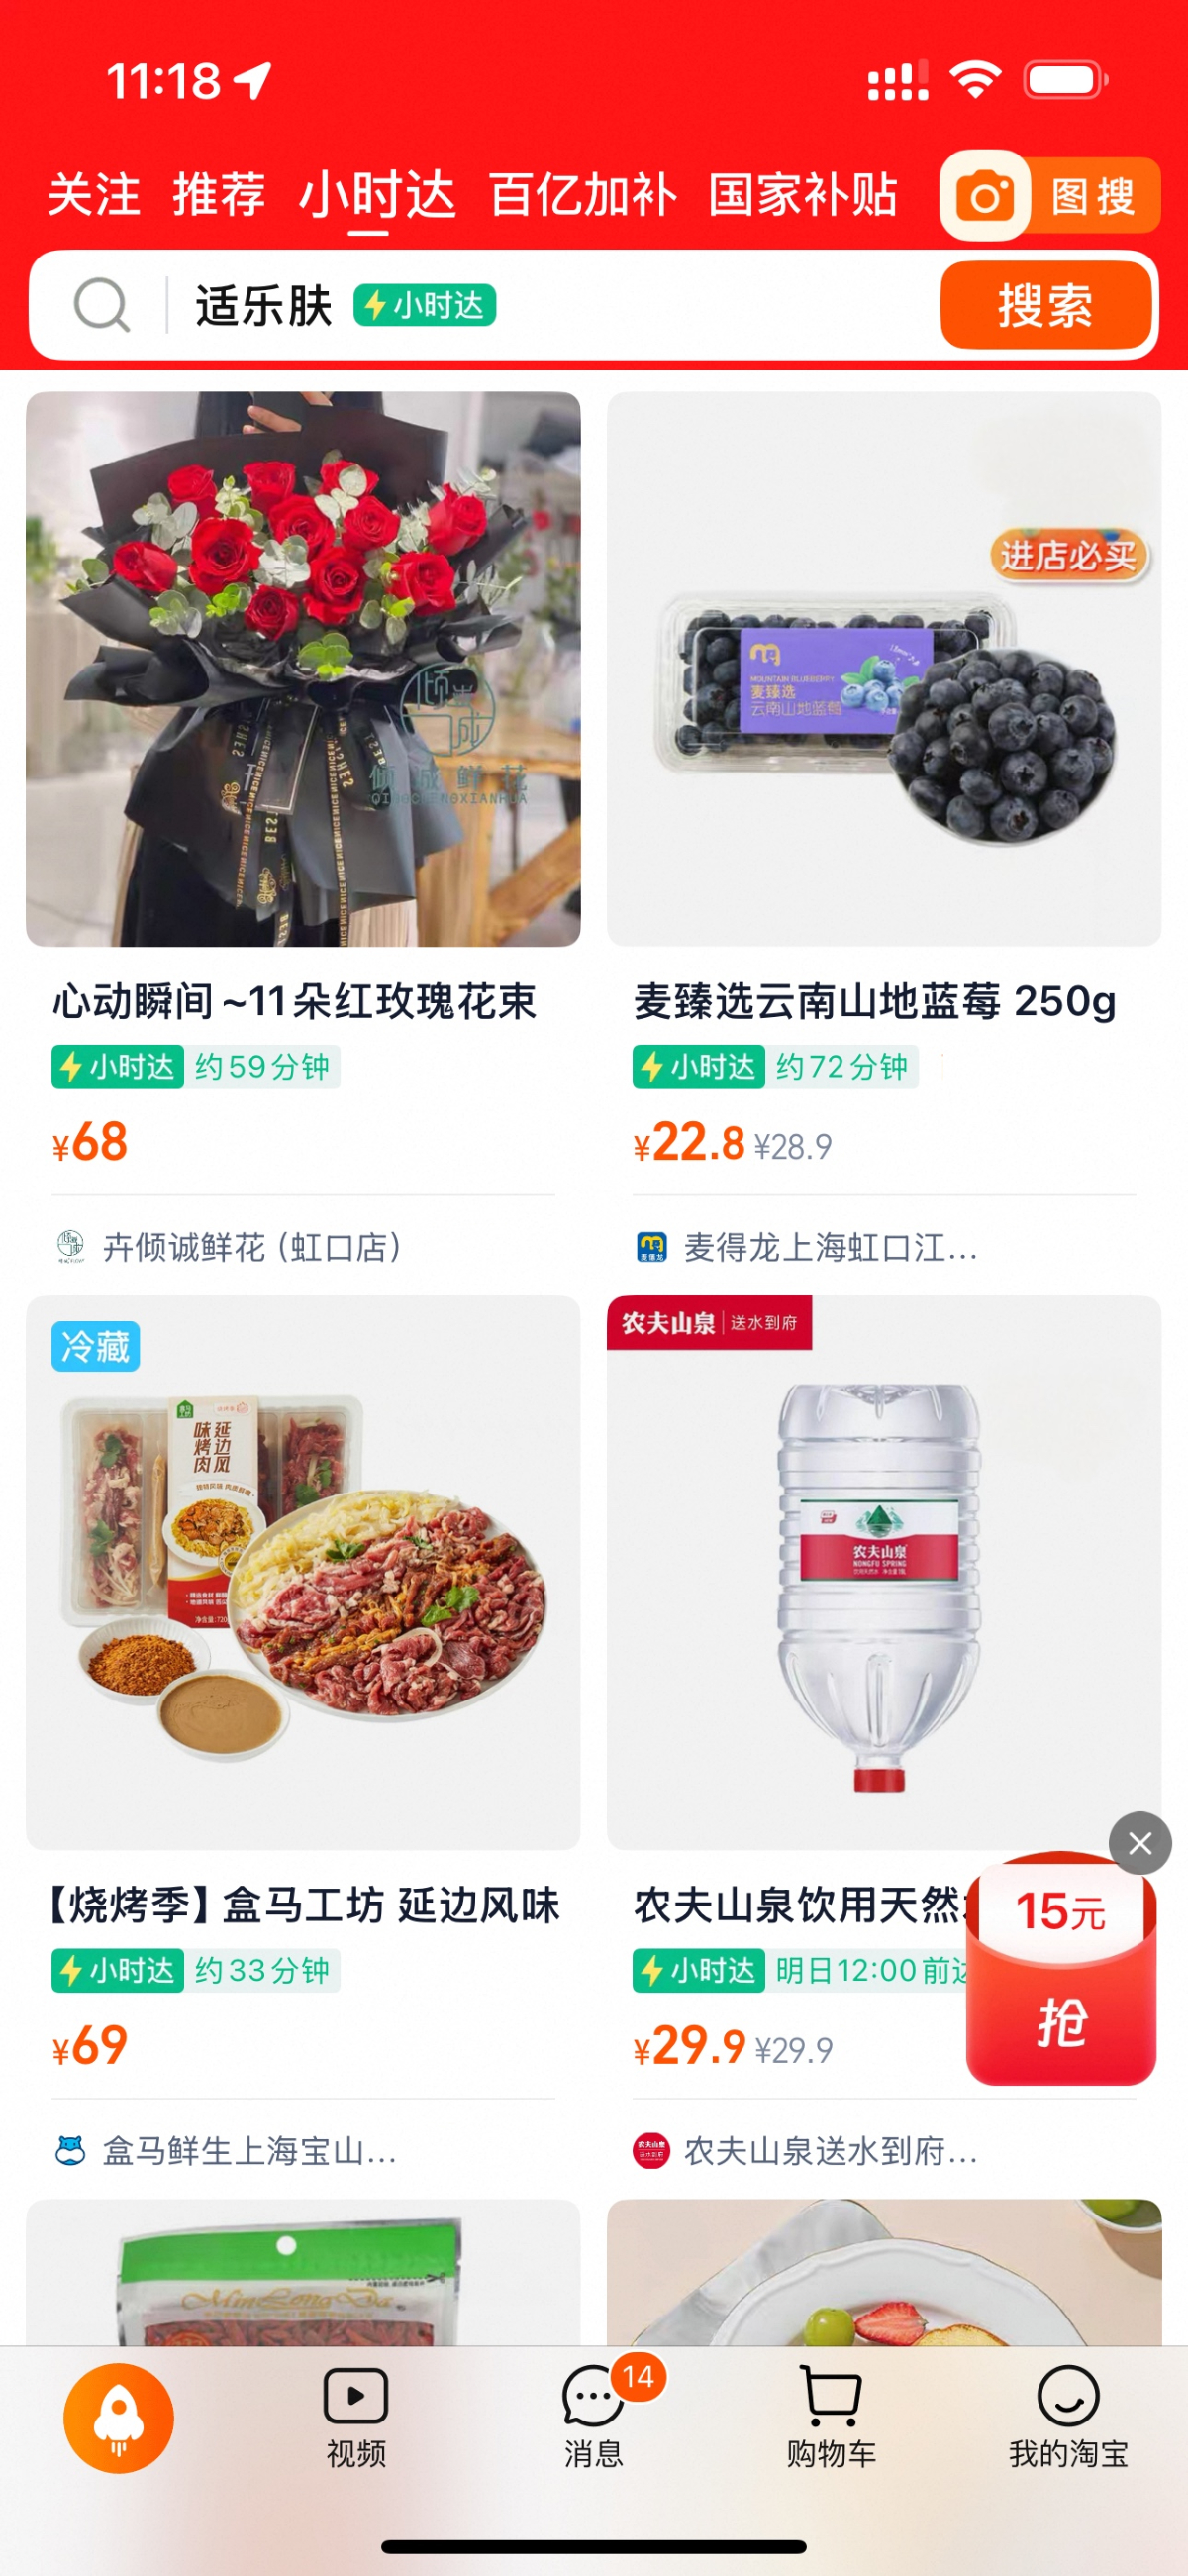 11:18
关注 推荐 小时达 百亿加补 国家补贴 图搜
适乐肤 小时达 搜索
倾城鲜花
QINGCHENGXIANHUA
进店必买
MOUNTAIN BLUEBERRY
麦臻选
云南山地蓝莓
心动瞬间~11朵红玫瑰花束
小时达 约59分钟
¥68
卉倾诚鲜花(虹口店)
麦臻选云南山地蓝莓 250g
小时达 约72分钟
¥22.8 ¥28.9
麦得龙上海虹口江...
冷藏
延边风
味烤肉
农夫山泉 送水到府
农夫山泉
NONGFU SPRING
【烧烤季】盒马工坊 延边风味
小时达 约33分钟
¥69
盒马鲜生上海宝山...
农夫山泉饮用天然
小时达 明日12:00前
¥29.9 ¥29.9
农夫山泉送水到府...
15元
抢
MinLongDa
视频
消息
14
购物车
我的淘宝